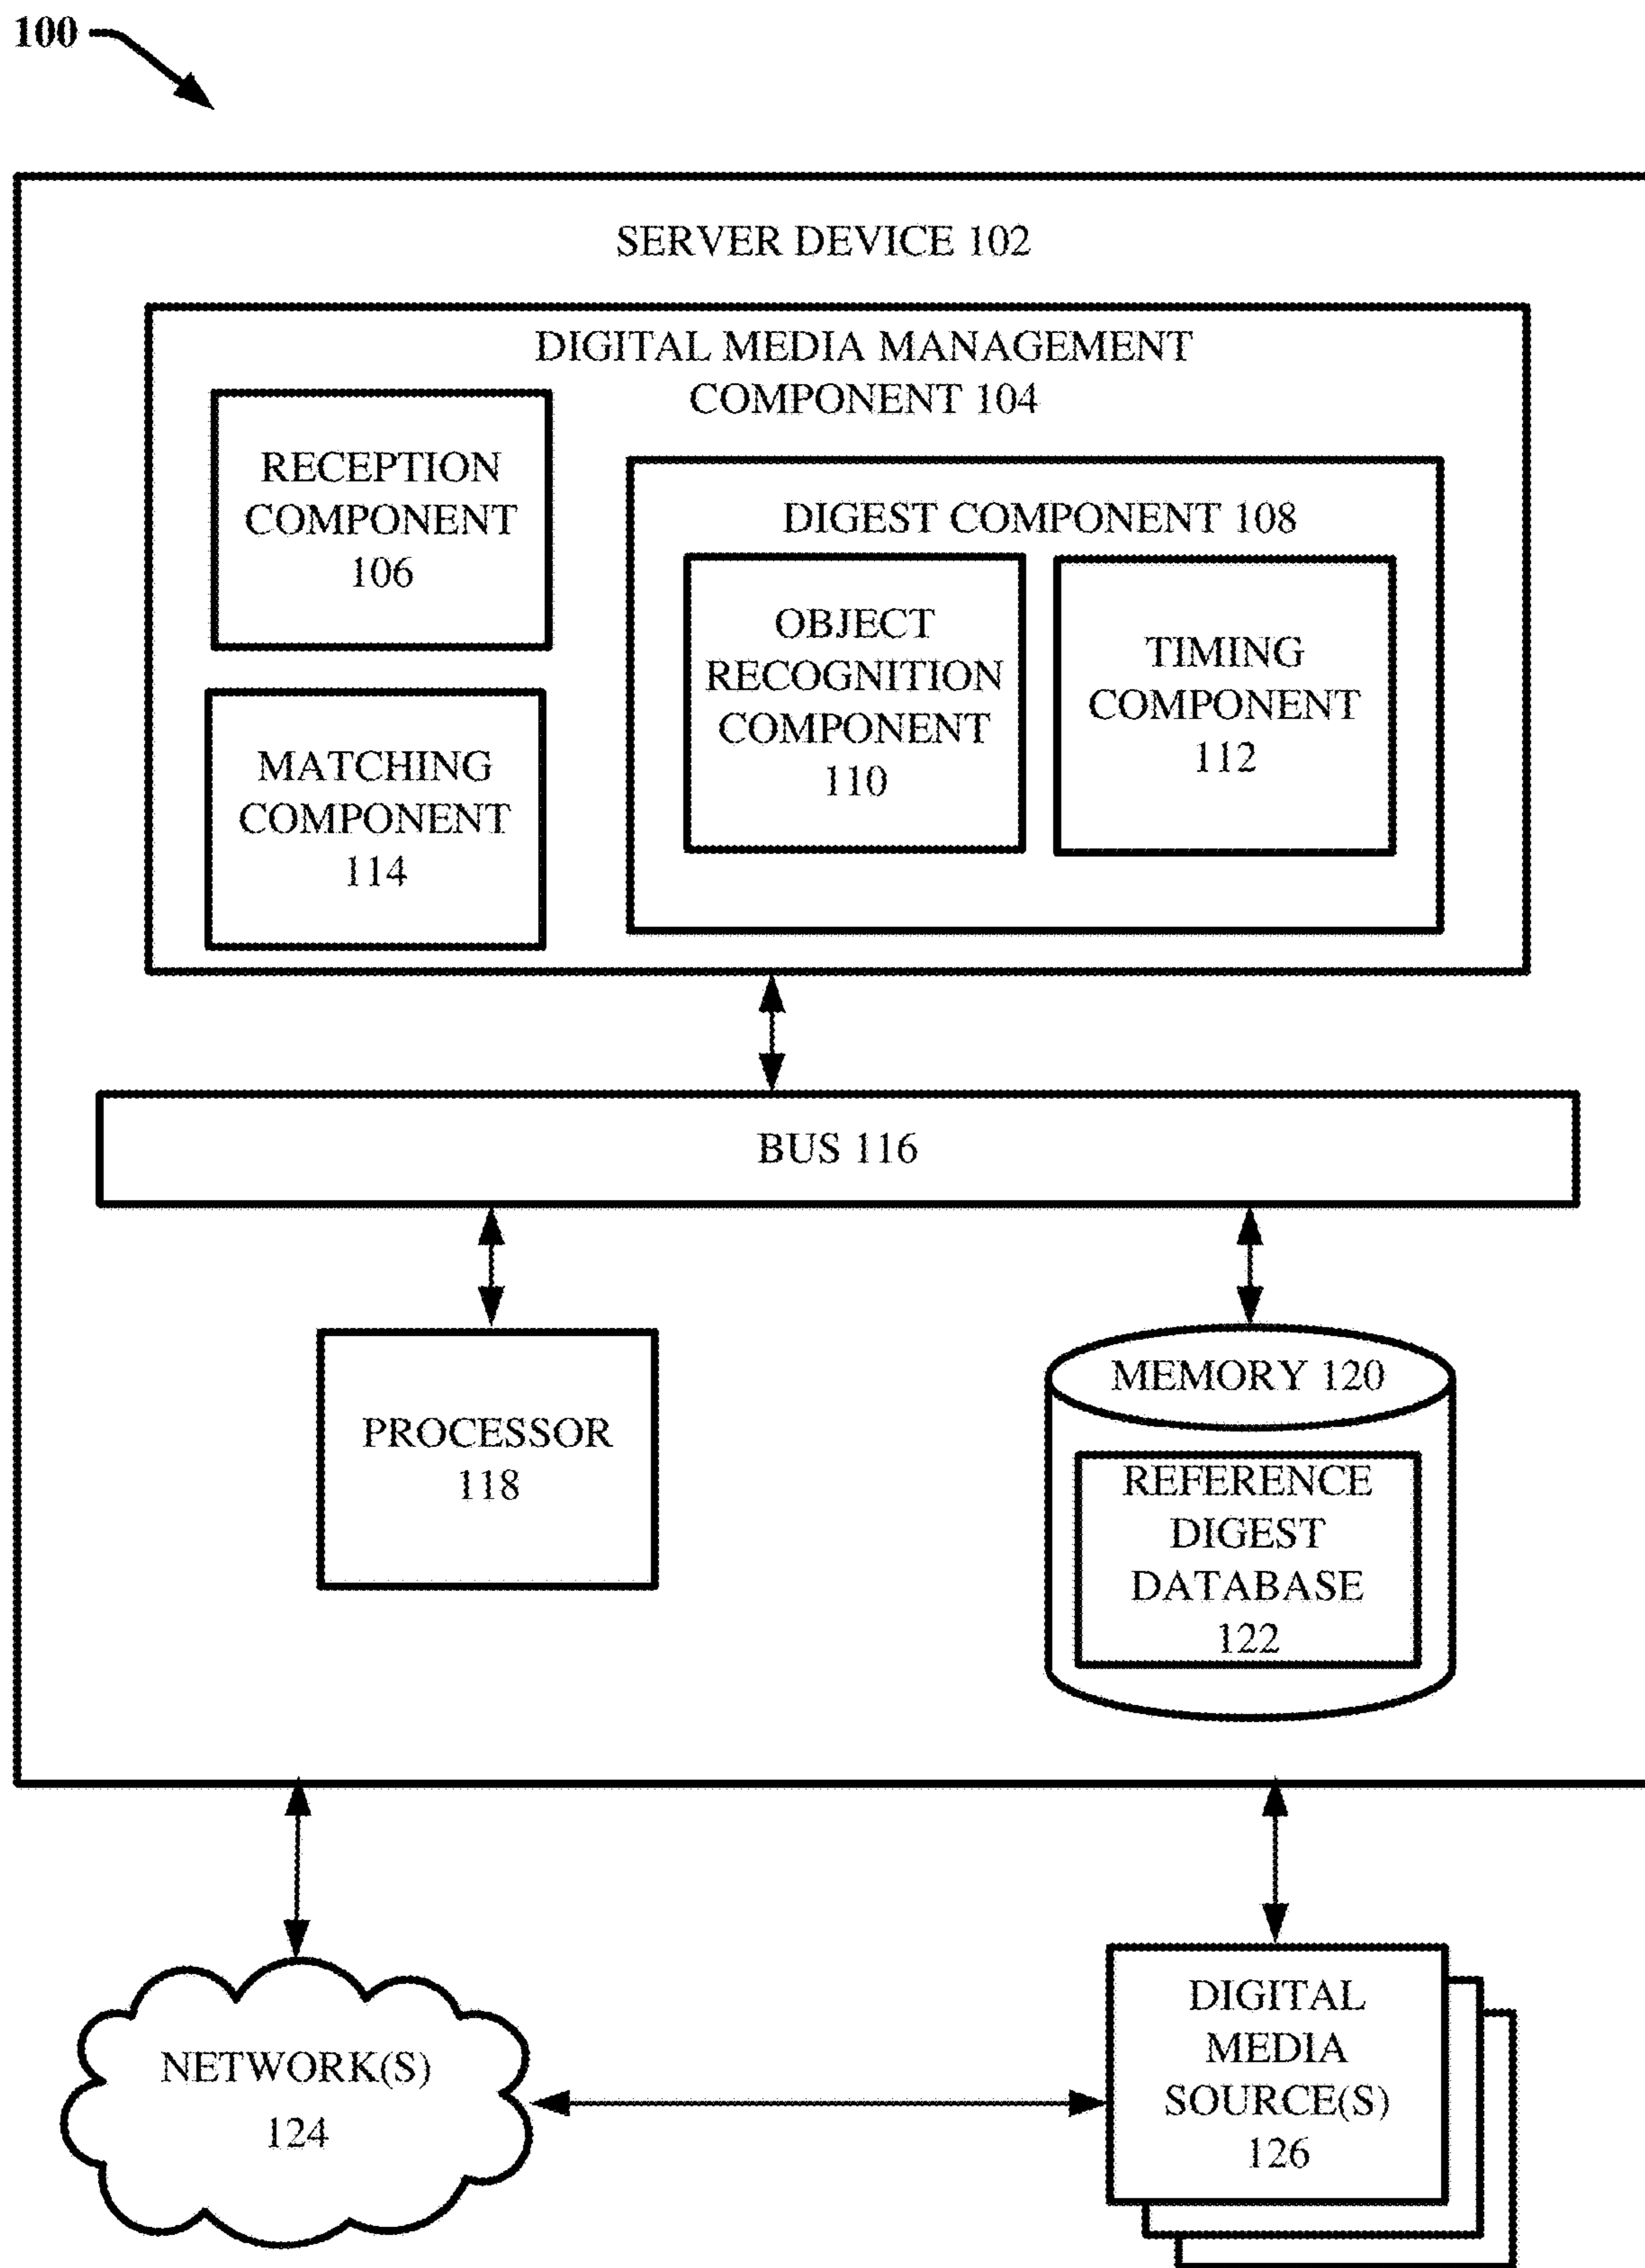 100
SERVER DEVICE 102
DIGITAL MEDIA MANAGEMENT
COMPONENT 104
RECEPTION
COMPONENT
106
DIGEST COMPONENT 108
OBJECT
RECOGNITION
COMPONENT
110
TIMING
COMPONENT
112
MATCHING
COMPONENT
114
BUS 116
PROCESSOR
118
MEMORY 120
REFERENCE
DIGEST
DATABASE
122
NETWORK(S)
124
DIGITAL
MEDIA
SOURCE(S)
126